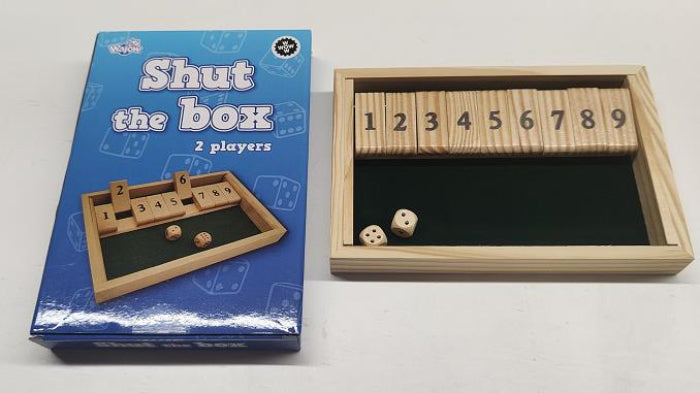 Shut
the box
2 players
2
6
1
3 4 5
7 8 9
Shut the box
1 2 3 4 5 6 7 8 9